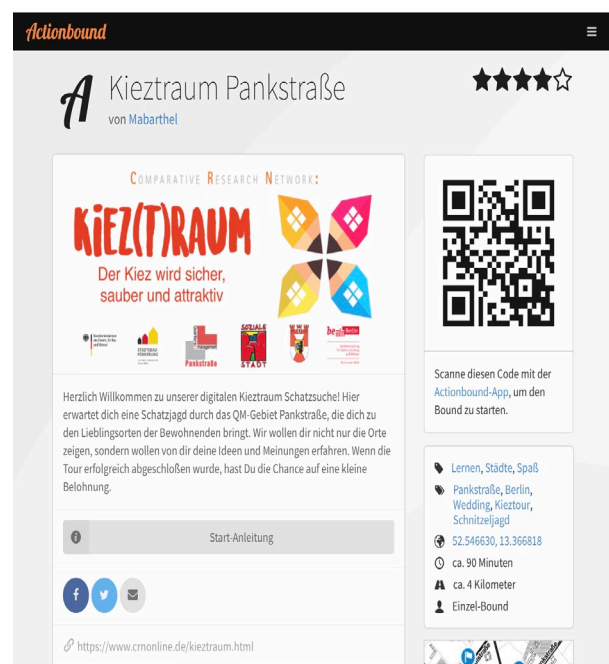 Actionbound
Kieztraum Pankstraße
von Mabarthel
COMPARATIVE RESEARCH NETWORK:
KiEZ(T)RAUM
Der Kiez wird sicher,
sauber und attraktiv
Pankstraße
SOZIALE
STADT
be Berlin
Herzlich Willkommen zu unserer digitalen Kieztraum Schatzsuche! Hier
erwartet dich eine Schatzjagd durch das QM-Gebiet Pankstraße, die dich zu
den Lieblingsorten der Bewohnenden bringt. Wir wollen dir nicht nur die Orte
zeigen, sondern wollen von dir deine Ideen und Meinungen erfahren. Wenn die
Tour erfolgreich abgeschloßen wurde, hast Du die Chance auf eine kleine
Belohnung.
Start-Anleitung
https://www.crnonline.de/kieztraum.html
Scanne diesen Code mit der
Actionbound-App, um den
Bound zu starten.
Lernen, Städte, Spaß
Pankstraße, Berlin,
Wedding, Kieztour,
Schnitzeljagd
52.546630, 13.366818
ca. 90 Minuten
ca. 4 Kilometer
Einzel-Bound